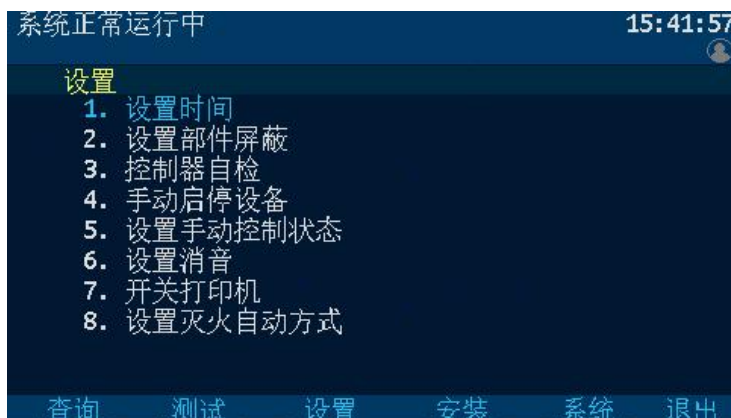 系统正常运行中 15:41:57
设置
1. 设置时间
2. 设置部件屏蔽
3. 控制器自检
4. 手动启停设备
5. 设置手动控制状态
6. 设置消音
7. 开关打印机
8. 设置灭火自动方式
查询 测试 设置 安装 系统 退出